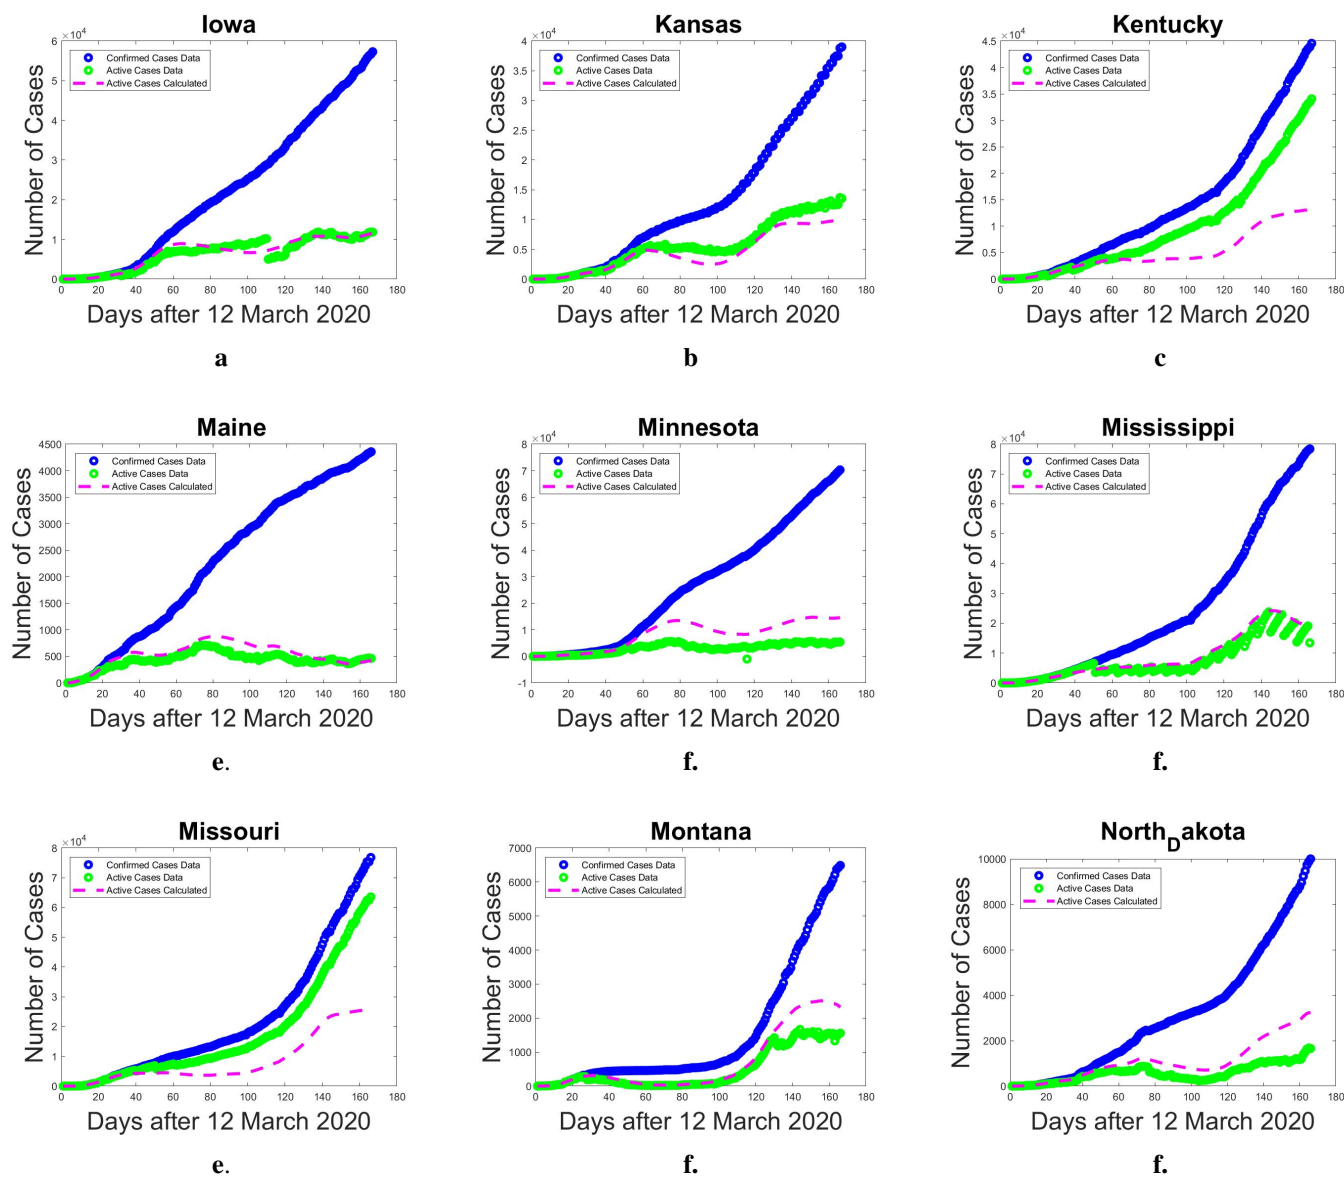 Iowa
×10⁴
Number of Cases
6
5
4
3
2
1
0
Confirmed Cases Data
Active Cases Data
Active Cases Calculated
0 20 40 60 80 100 120 140 160 180
Days after 12 March 2020
a
Kansas
×10⁴
Number of Cases
4
3.5
3
2.5
2
1.5
1
0.5
0
Confirmed Cases Data
Active Cases Data
Active Cases Calculated
0 20 40 60 80 100 120 140 160 180
Days after 12 March 2020
b
Kentucky
×10⁴
Number of Cases
4.5
4
3.5
3
2.5
2
1.5
1
0.5
0
Confirmed Cases Data
Active Cases Data
Active Cases Calculated
0 20 40 60 80 100 120 140 160 180
Days after 12 March 2020
c
Maine
Number of Cases
4500
4000
3500
3000
2500
2000
1500
1000
500
0
Confirmed Cases Data
Active Cases Data
Active Cases Calculated
0 20 40 60 80 100 120 140 160 180
Days after 12 March 2020
e.
Minnesota
×10⁴
Number of Cases
8
7
6
5
4
3
2
1
0
-1
Confirmed Cases Data
Active Cases Data
Active Cases Calculated
0 20 40 60 80 100 120 140 160 180
Days after 12 March 2020
f.
Mississippi
×10⁴
Number of Cases
8
7
6
5
4
3
2
1
0
Confirmed Cases Data
Active Cases Data
Active Cases Calculated
0 20 40 60 80 100 120 140 160 180
Days after 12 March 2020
f.
Missouri
×10⁴
Number of Cases
8
7
6
5
4
3
2
1
0
Confirmed Cases Data
Active Cases Data
Active Cases Calculated
0 20 40 60 80 100 120 140 160 180
Days after 12 March 2020
e.
Montana
Number of Cases
7000
6000
5000
4000
3000
2000
1000
0
Confirmed Cases Data
Active Cases Data
Active Cases Calculated
0 20 40 60 80 100 120 140 160 180
Days after 12 March 2020
f.
North_Dakota
Number of Cases
10000
8000
6000
4000
2000
0
Confirmed Cases Data
Active Cases Data
Active Cases Calculated
0 20 40 60 80 100 120 140 160 180
Days after 12 March 2020
f.